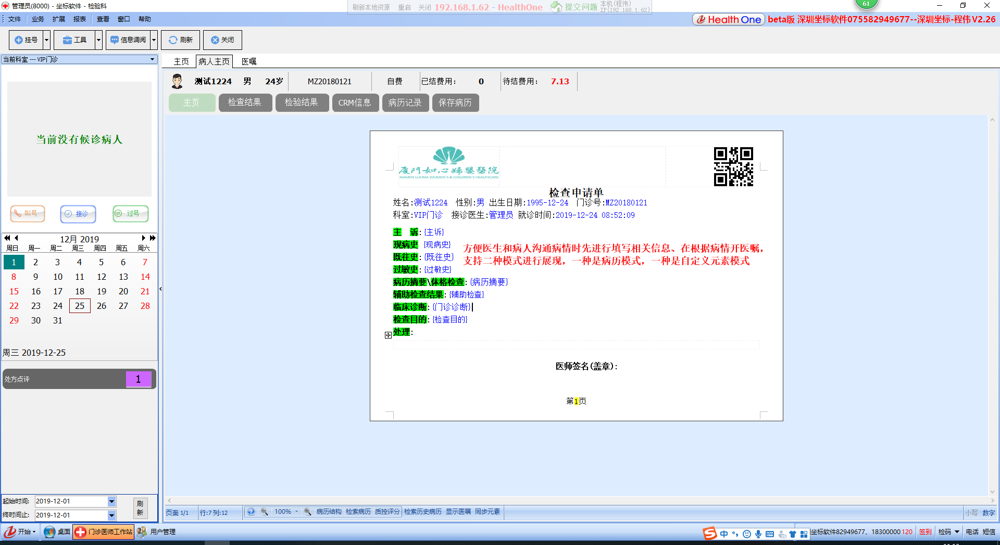 管理员(8000) - 坐标软件 - 检验科
刷新本地资源 重启 关闭 192.168.1.62 - HealthOne 提交问题 本机(程伟) IP(192.168.1.62)
61
文件 业务 扩展 报表 查看 窗口 帮助
Health One beta版 深圳坐标软件075582949677--深圳坐标-程伟 V2.26
挂号 工具 信息调阅 刷新 关闭
当前科室 --- VIP门诊
主页 病人主页 医嘱
测试1224 男 24岁 MZ20180121 自费 已结费用： 0 待结费用： 7.13
主页 检查结果 检验结果 CRM信息 病历记录 保存病历
当前没有候诊病人
叫号 接诊 过号
12月 2019
周日 周一 周二 周三 周四 周五 周六
1 2 3 4 5 6 7
8 9 10 11 12 13 14
15 16 17 18 19 20 21
22 23 24 25 26 27 28
29 30 31
周三 2019-12-25
处方点评 1
起始时间: 2019-12-01
终时间止: 2019-12-01
刷新
厦門如心婦嬰醫院
XIAMEN LUCINA WOMEN'S & CHILDREN'S HEALTHCARE
检查申请单
姓名:测试1224 性别:男 出生日期:1995-12-24 门诊号:MZ20180121
科室:VIP门诊 接诊医生:管理员 就诊时间:2019-12-24 08:52:09
主 诉: {主诉}
现病史 {现病史}
既往史: {既往史}
过敏史: {过敏史}
方便医生和病人沟通病情时先进行填写相关信息、在根据病情开医嘱，
支持二种模式进行展现，一种是病历模式，一种是自定义元素模式
病历摘要\体格检查: {病历摘要}
辅助检查结果: {辅助检查}
临床诊断: {门诊诊断}
检查目的: {检查目的}
处理:
医师签名(盖章):
第1页
页面 1/1 行:7 列:12 100% 病历结构 检索病历 质控评分 检索历史病历 显示医嘱 同步元素 小写 数字
开始 桌面 门诊医师工作站 用户管理
中 坐标软件82949677、18300000 120 签到 检码 电话 短信